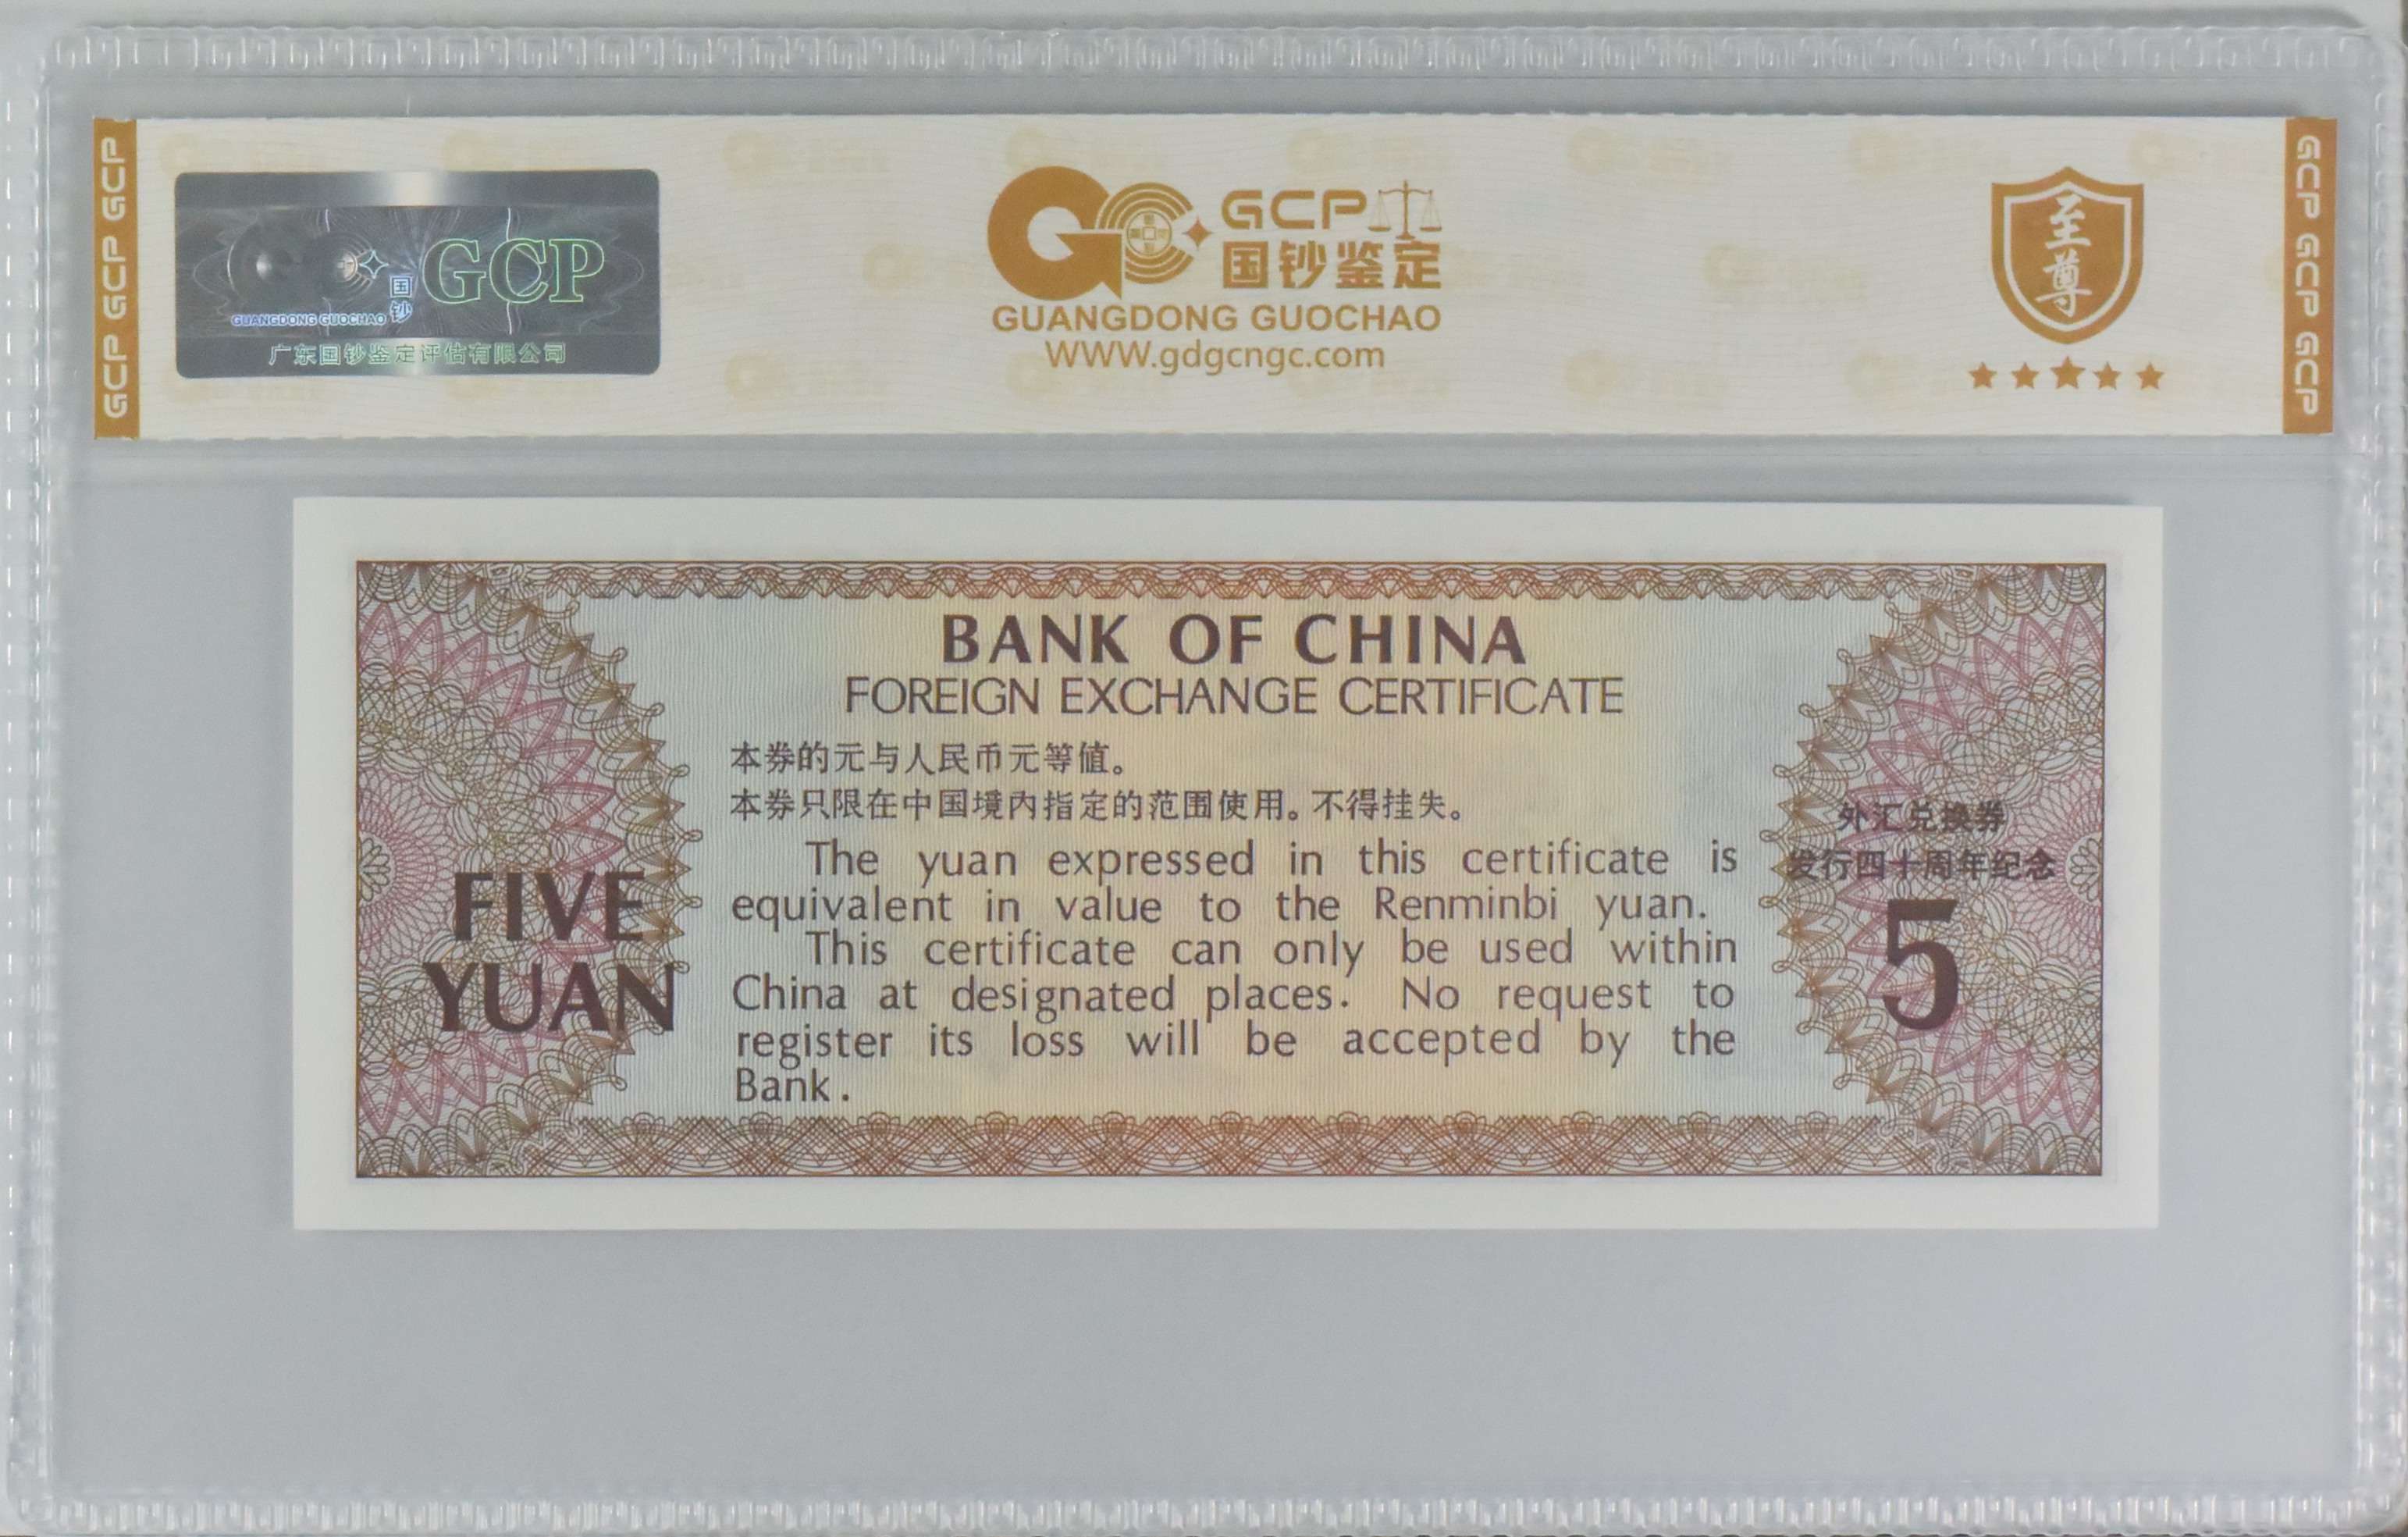 GCP GCP GCP
国钞
GCP
GUANGDONG GUOCHAO
广东国钞鉴定评估有限公司
GCP
国钞鉴定
GUANGDONG GUOCHAO
WWW.gdgcngc.com
至尊
GCP GCP GCP
BANK OF CHINA
FOREIGN EXCHANGE CERTIFICATE
本券的元与人民币元等值。
本券只限在中国境内指定的范围使用。不得挂失。
The yuan expressed in this certificate is
equivalent in value to the Renminbi yuan.
This certificate can only be used within
China at designated places. No request to
register its loss will be accepted by the
Bank.
FIVE
YUAN
外汇兑换券
发行四十周年纪念
5